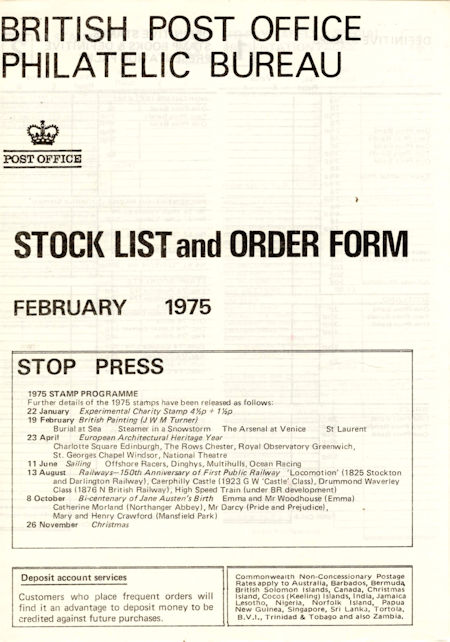 BRITISH POST OFFICE
PHILATELIC BUREAU
POST OFFICE
STOCK LIST and ORDER FORM
FEBRUARY 1975
STOP PRESS
1975 STAMP PROGRAMME
Further details of the 1975 stamps have been released as follows:
22 January Experimental Charity Stamp 4½p + 1½p
19 February British Painting (J W M Turner)
Burial at Sea Steamer in a Snowstorm The Arsenal at Venice St Laurent
23 April European Architectural Heritage Year
Charlotte Square Edinburgh, The Rows Chester, Royal Observatory Greenwich,
St. Georges Chapel Windsor, National Theatre
11 June Sailing Offshore Racers, Dinghys, Multihulls, Ocean Racing
13 August Railways—150th Anniversary of First Public Railway 'Locomotion' (1825 Stockton
and Darlington Railway), Caerphilly Castle (1923 G W 'Castle' Class), Drummond Waverley
Class (1876 N British Railway), High Speed Train (under BR development)
8 October Bi-centenary of Jane Austen's Birth Emma and Mr Woodhouse (Emma)
Catherine Morland (Northanger Abbey), Mr Darcy (Pride and Prejudice),
Mary and Henry Crawford (Mansfield Park)
26 November Christmas
Deposit account services
Customers who place frequent orders will
find it an advantage to deposit money to be
credited against future purchases.
Commonwealth Non-Concessionary Postage
Rates apply to Australia, Barbados, Bermuda,
British Solomon Islands, Canada, Christmas
Island, Cocos (Keeling) Islands, India, Jamaica
Lesotho, Nigeria, Norfolk Island, Papua
New Guinea, Singapore, Sri Lanka, Tortola,
B.V.I., Trinidad & Tobago and also Zambia.